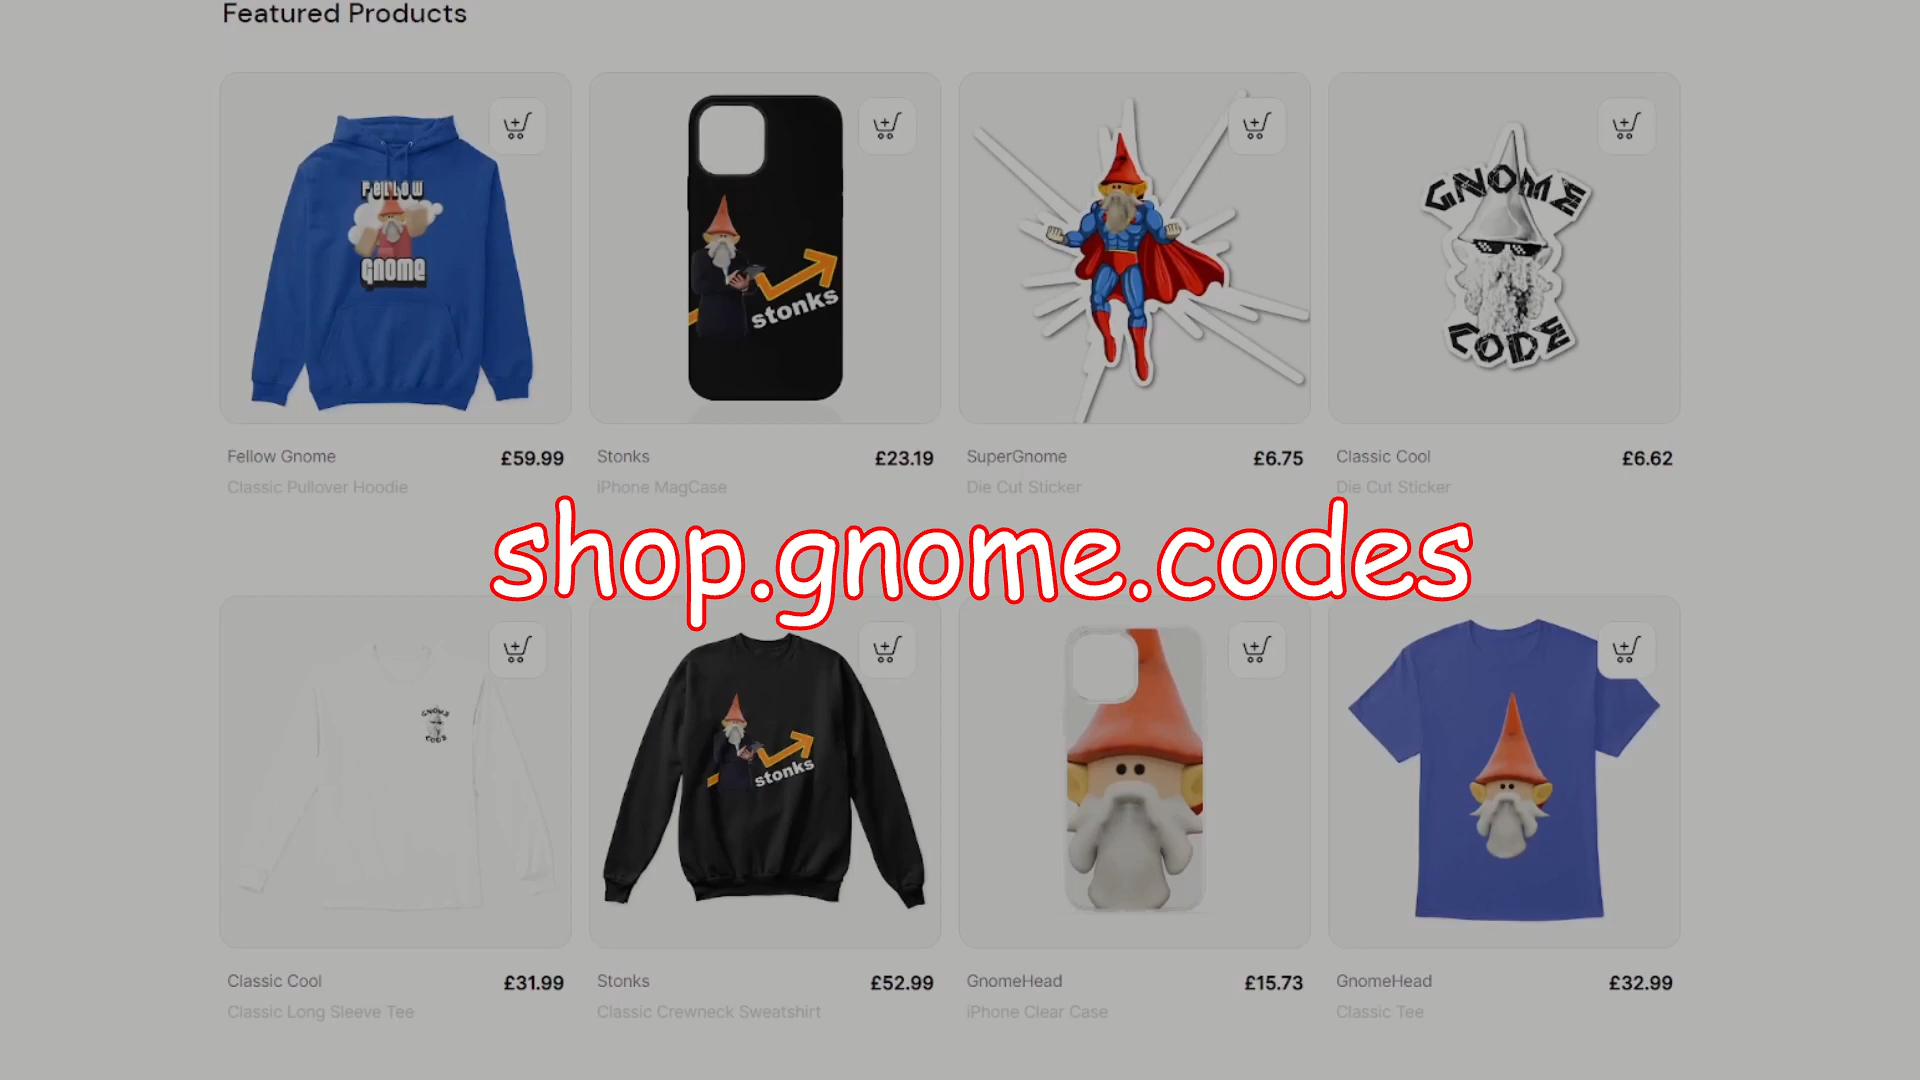 Featured Products
FELLOW
GNOME
stonks
GNOME
CODE
Fellow Gnome £59.99
Classic Pullover Hoodie
Stonks £23.19
iPhone MagCase
SuperGnome £6.75
Die Cut Sticker
Classic Cool £6.62
Die Cut Sticker
shop.gnome.codes
GNOME
CODE
stonks
Classic Cool £31.99
Classic Long Sleeve Tee
Stonks £52.99
Classic Crewneck Sweatshirt
GnomeHead £15.73
iPhone Clear Case
GnomeHead £32.99
Classic Tee